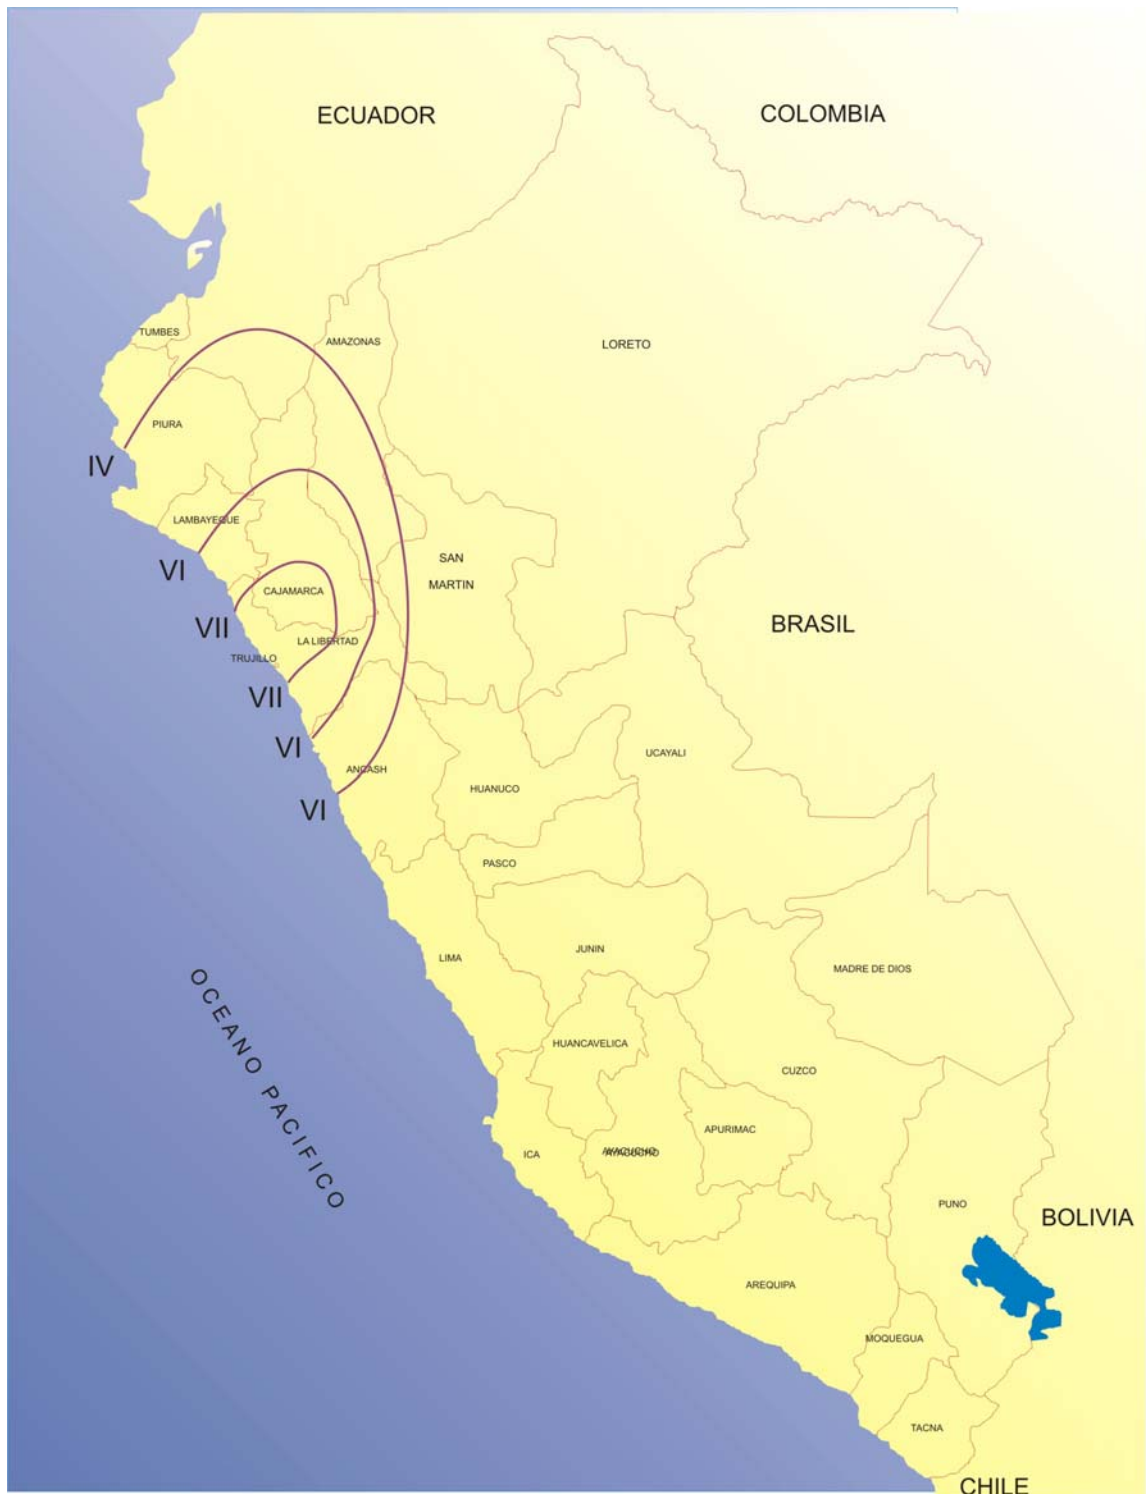 ECUADOR
COLOMBIA
TUMBES
AMAZONAS
LORETO
PIURA
IV
LAMBAYEQUE
VI
SAN
MARTIN
CAJAMARCA
VII
BRASIL
LA LIBERTAD
TRUJILLO
VII
VI
ANCASH
UCAYALI
HUANUCO
VI
PASCO
LIMA
JUNIN
MADRE DE DIOS
OCEANO PACIFICO
HUANCAVELICA
CUZCO
APURIMAC
ICA
AYACUCHO
AYACUCHO
PUNO
BOLIVIA
AREQUIPA
MOQUEGUA
TACNA
CHILE